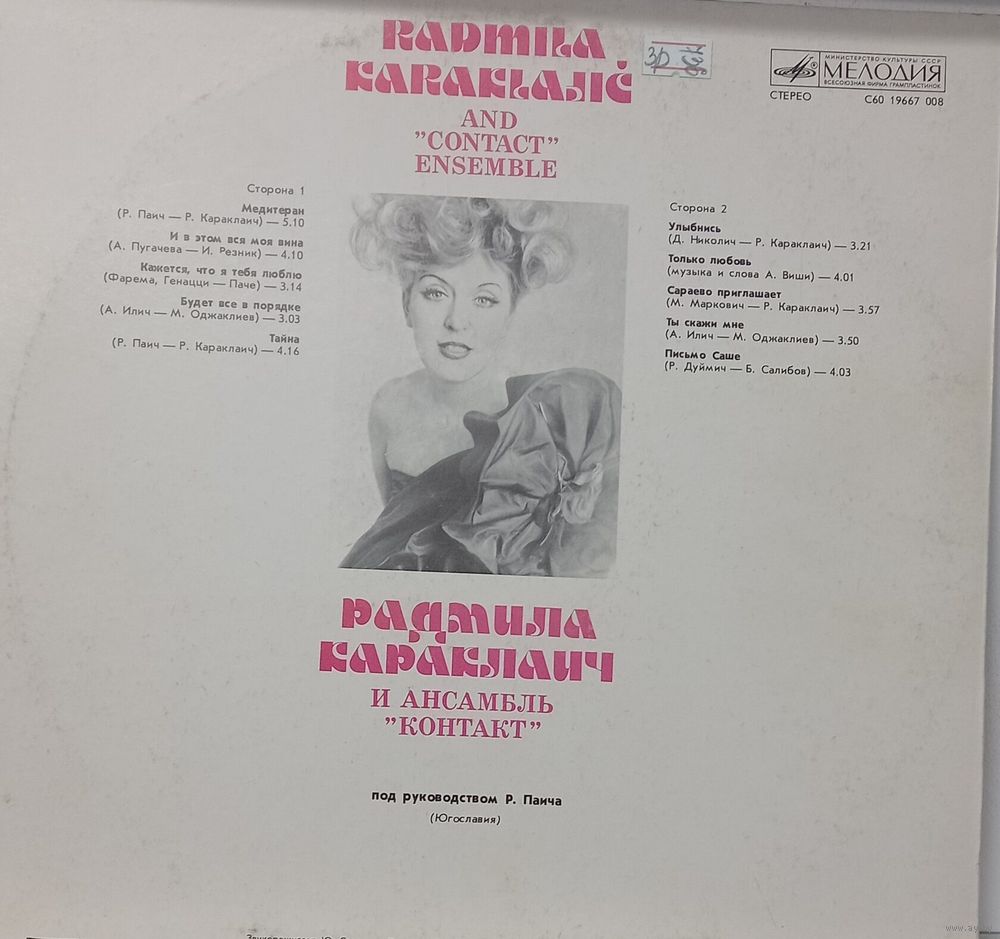 RADMILA
KARAKLAJIĆ
AND
"CONTACT"
ENSEMBLE
3р
МИНИСТЕРСТВО КУЛЬТУРЫ СССР
МЕЛОДИЯ
ВСЕСОЮЗНАЯ ФИРМА ГРАМПЛАСТИНОК
СТЕРЕО С60 19667 008
Сторона 1
Медитеран
(Р. Паич — Р. Караклаич) — 5.10
И в этом вся моя вина
(А. Пугачева — И. Резник) — 4.10
Кажется, что я тебя люблю
(Фарема, Генацци — Паче) — 3.14
Будет все в порядке
(А. Илич — М. Оджаклиев) — 3.03
Тайна
(Р. Паич — Р. Караклаич) — 4.16
Сторона 2
Улыбнись
(Д. Николич — Р. Караклаич) — 3.21
Только любовь
(музыка и слова А. Виши) — 4.01
Сараево приглашает
(М. Маркович — Р. Караклаич) — 3.57
Ты скажи мне
(А. Илич — М. Оджаклиев) — 3.50
Письмо Саше
(Р. Дуймич — Б. Салибов) — 4.03
РАДМИЛА
КАРАКЛАИЧ
И АНСАМБЛЬ
"КОНТАКТ"
под руководством Р. Паича
(Югославия)